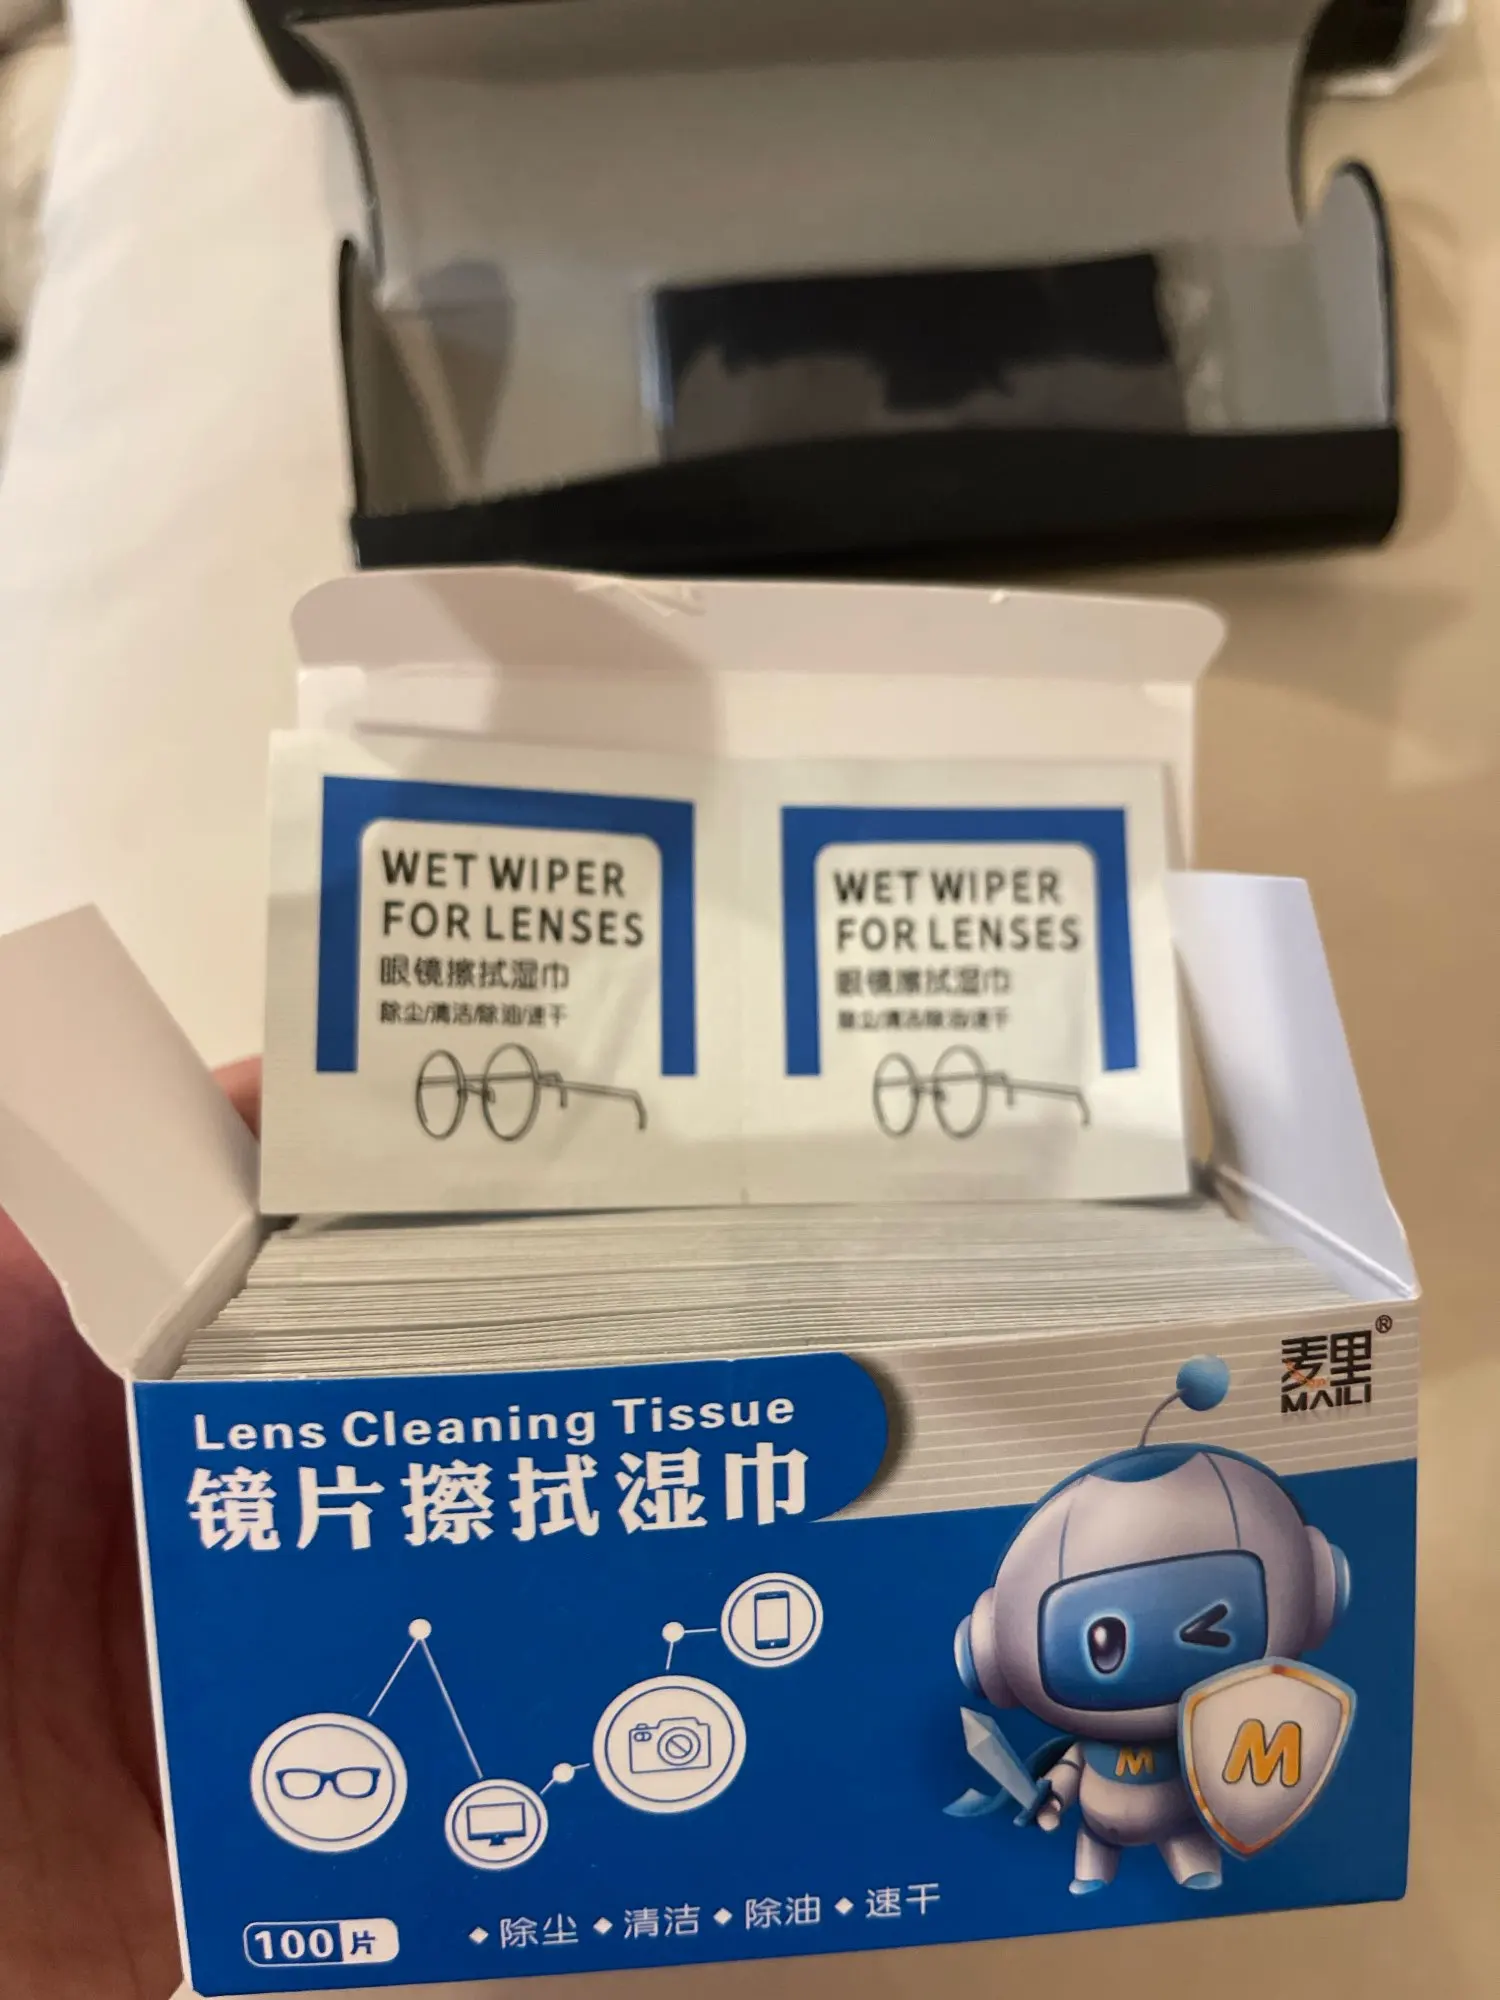 WET WIPER
FOR LENSES
眼镜擦拭湿巾
除尘/清洁/除油/速干
WET WIPER
FOR LENSES
眼镜擦拭湿巾
除尘/清洁/除油/速干
麦里®
MAILI
Lens Cleaning Tissue
镜片擦拭湿巾
M
M
100片
◆除尘◆清洁◆除油◆速干